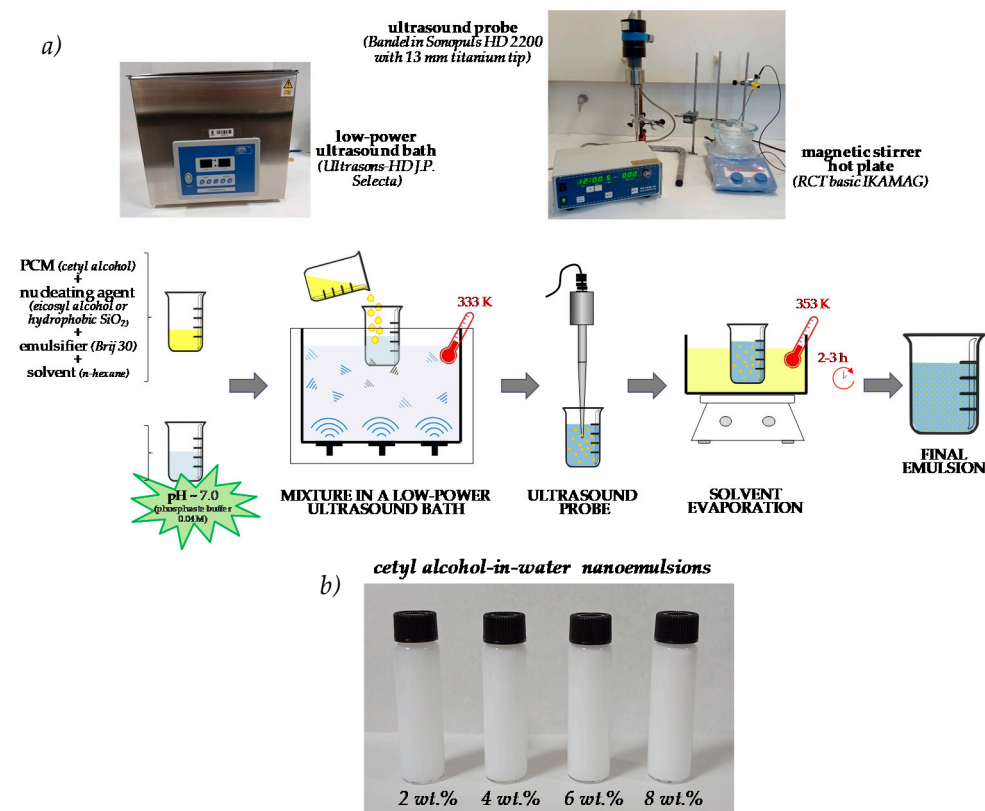 a)
ultrasound probe
(Bandelin Sonopuls HD 2200
with 13 mm titanium tip)
low-power
ultrasound bath
(Ultrasons-HD J.P.
Selecta)
magnetic stirrer
hot plate
(RCT basic IKAMAG)
PCM (cetyl alcohol)
+
nucleating agent
(eicosyl alcohol or
hydrophobic SiO₂)
+
emulsifier (Brij 30)
+
solvent (n-hexane)
pH ~ 7.0
(phosphaste buffer
0.04M)
333 K
MIXTURE IN A LOW-POWER
ULTRASOUND BATH
ULTRASOUND
PROBE
353 K
2-3 h
SOLVENT
EVAPORATION
FINAL
EMULSION
b)
cetyl alcohol-in-water nanoemulsions
2 wt.%
4 wt.%
6 wt.%
8 wt.%